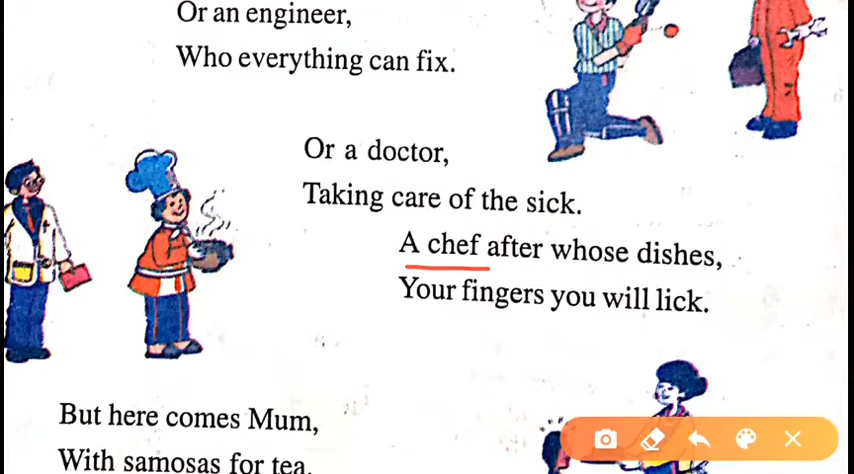 Or an engineer,
Who everything can fix.
Or a doctor,
Taking care of the sick.
A chef after whose dishes,
Your fingers you will lick.
But here comes Mum,
With samosas for tea.